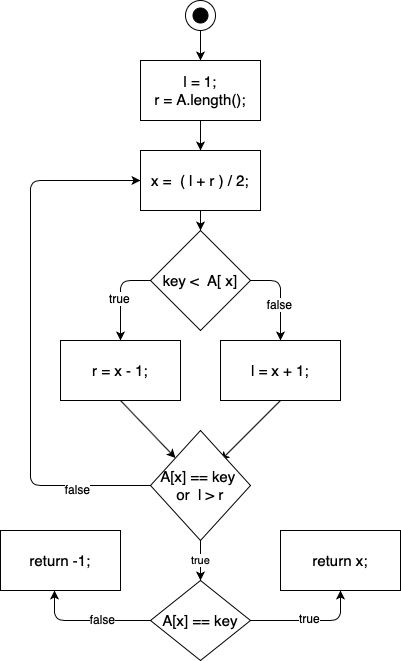 l = 1;
r = A.length();
x = ( l + r ) / 2;
key < A[ x]
true
false
r = x - 1;
l = x + 1;
A[x] == key
or l > r
false
true
return -1;
return x;
false
A[x] == key
true